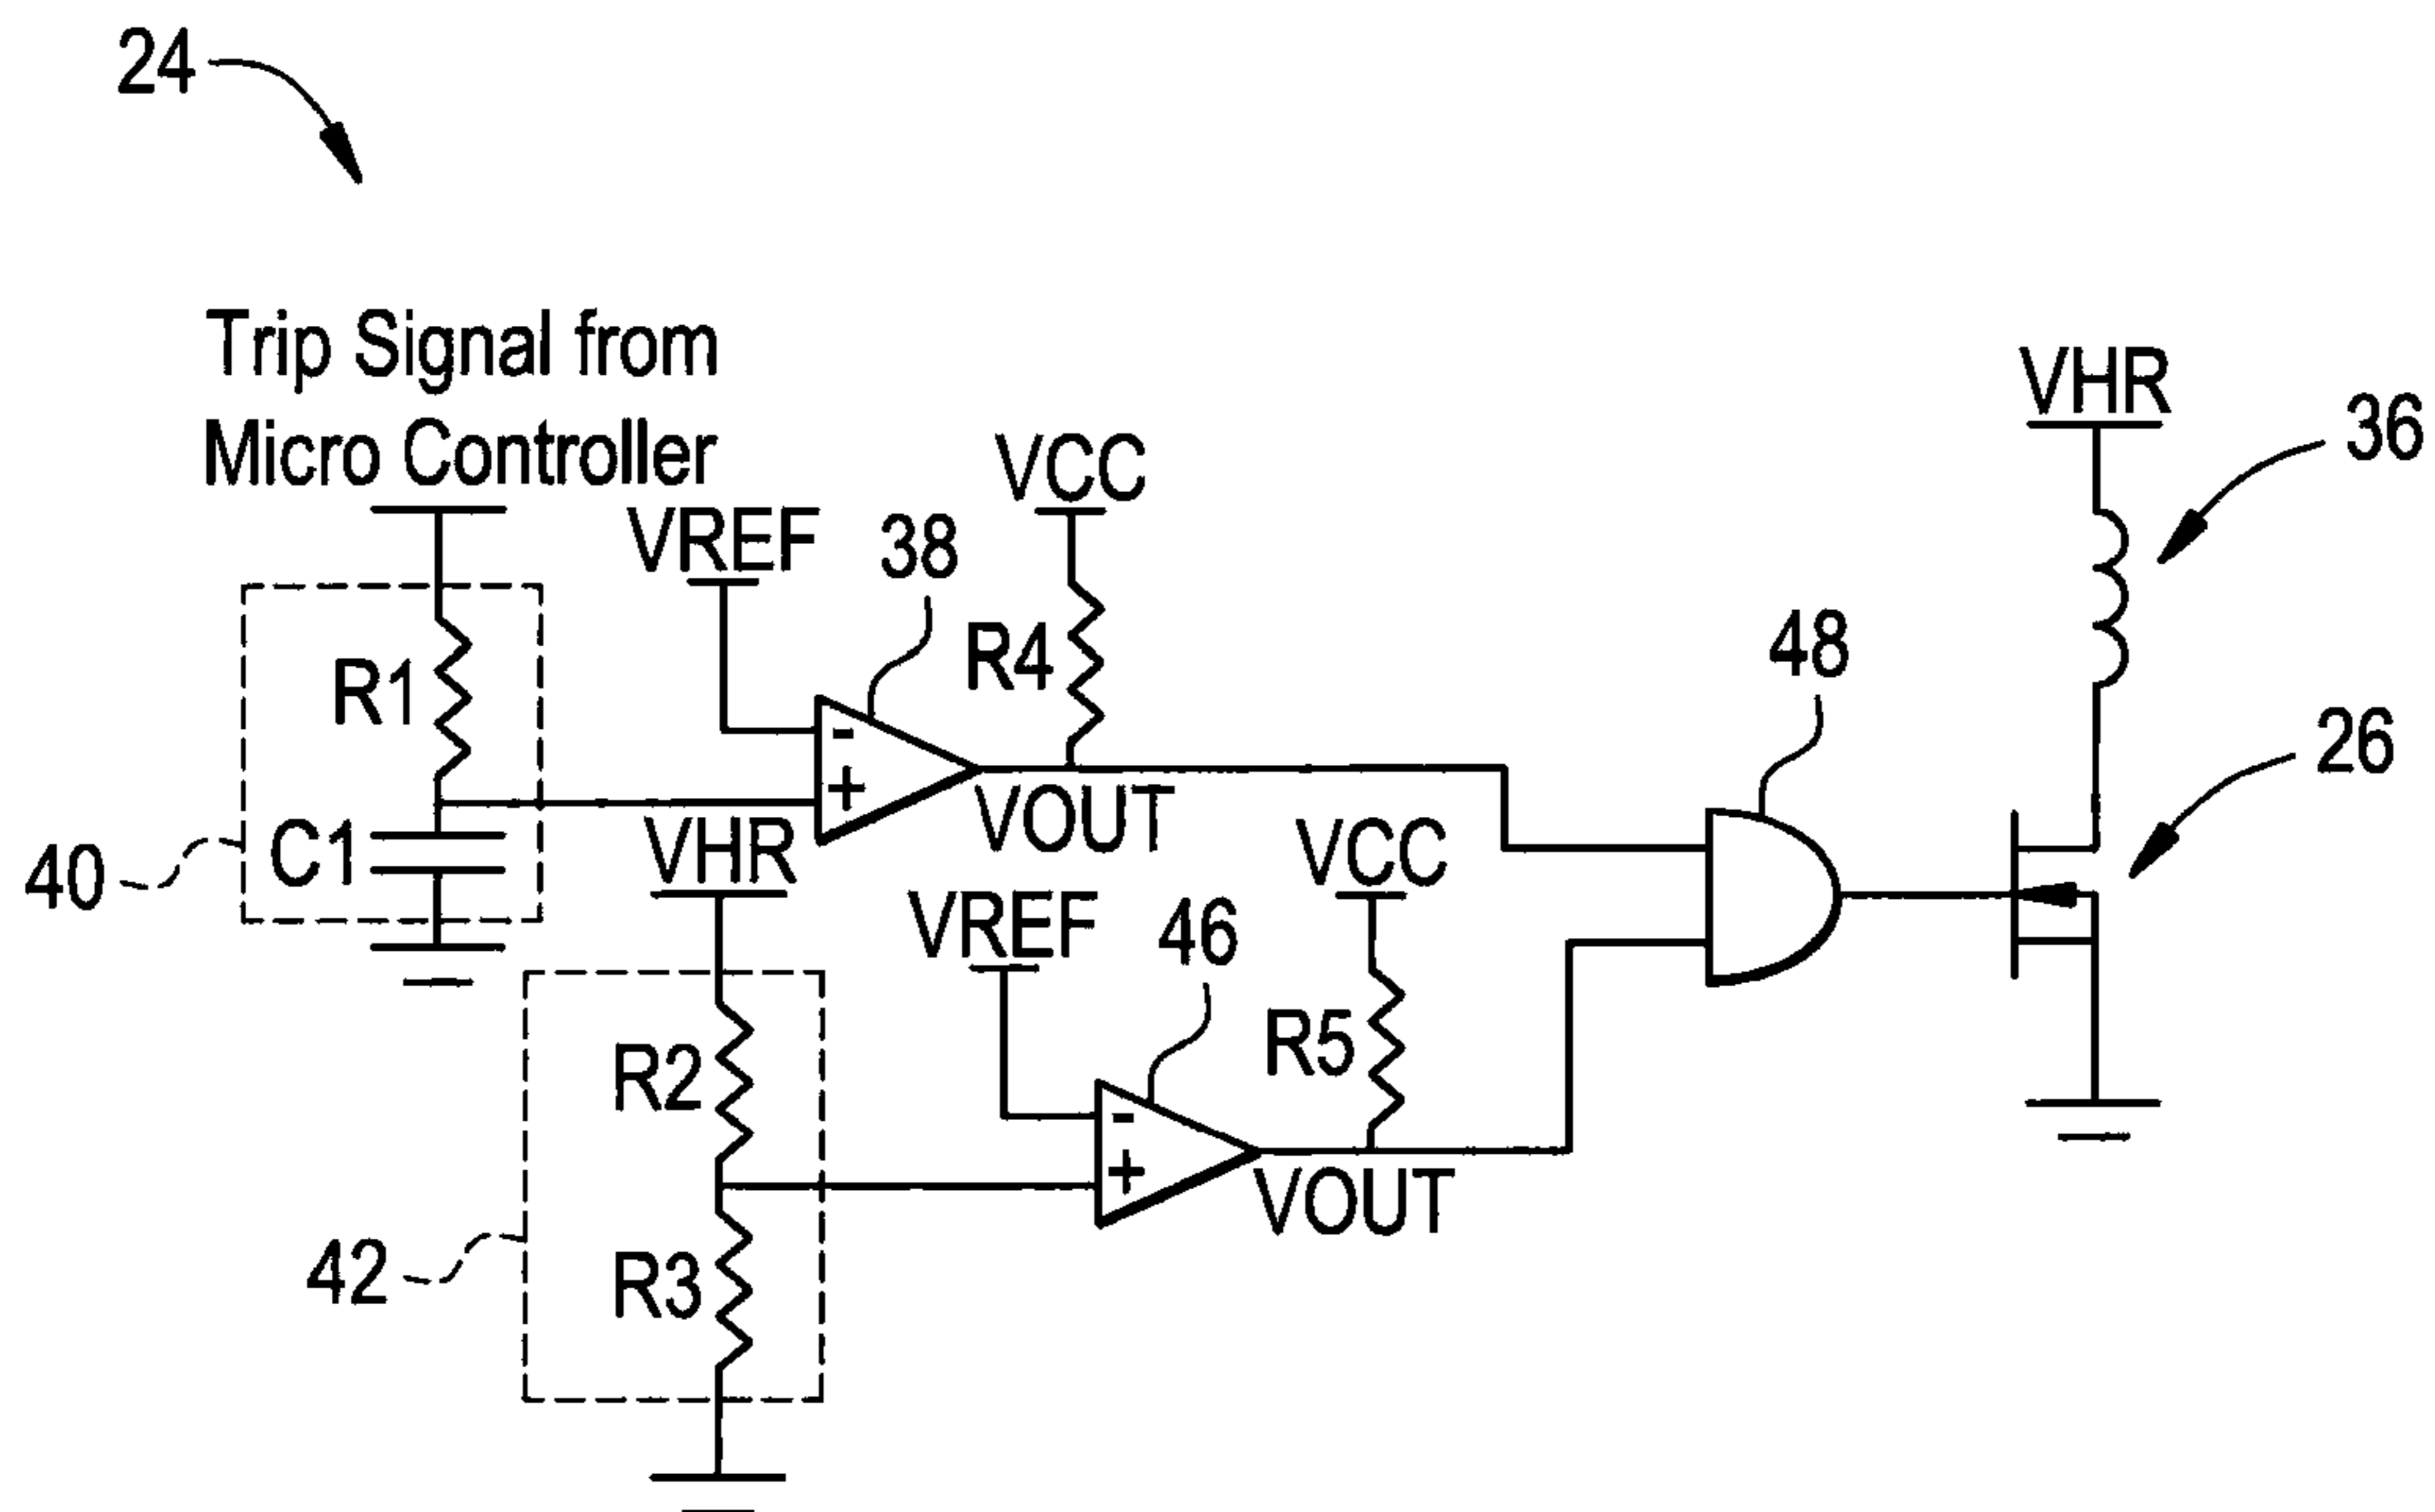 24
Trip Signal from
Micro Controller
VHR
36
VCC
VREF
38
R4
48
R1
26
-
+
VOUT
C1
40
VHR
VCC
VREF
46
R5
R2
-
+
VOUT
42
R3